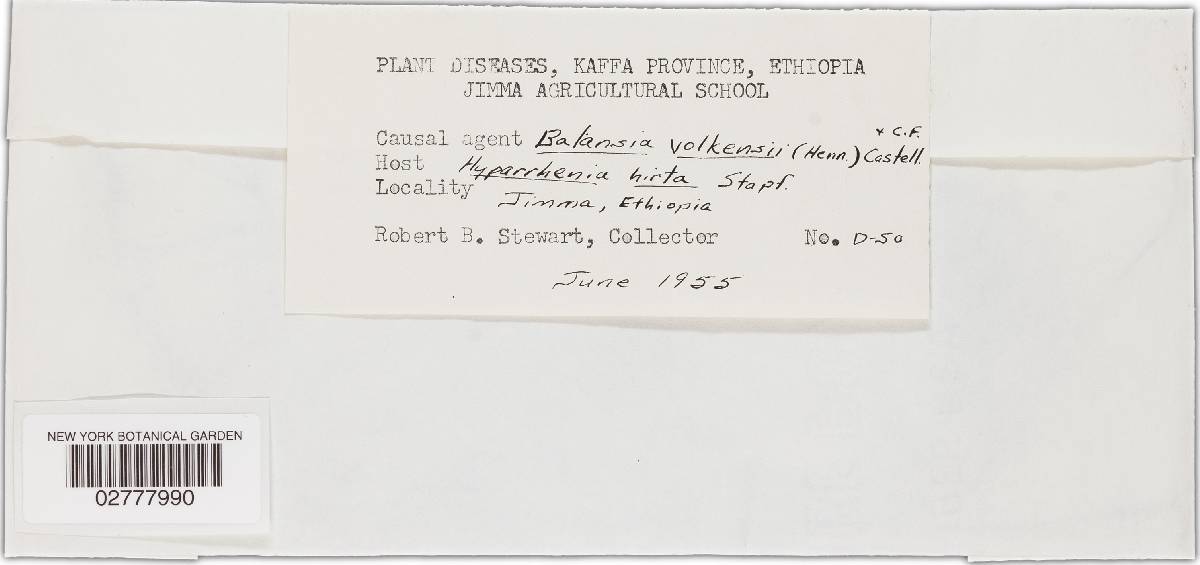 PLANT DISEASES, KAFFA PROVINCE, ETHIOPIA
JIMMA AGRICULTURAL SCHOOL
Causal agent Balansia volkensii (Henn.) Castell. + C.F.
Host Hyparrhenia hirta Stapf.
Locality Jimma, Ethiopia
Robert B. Stewart, Collector No. D-50
June 1955
NEW YORK BOTANICAL GARDEN
02777990